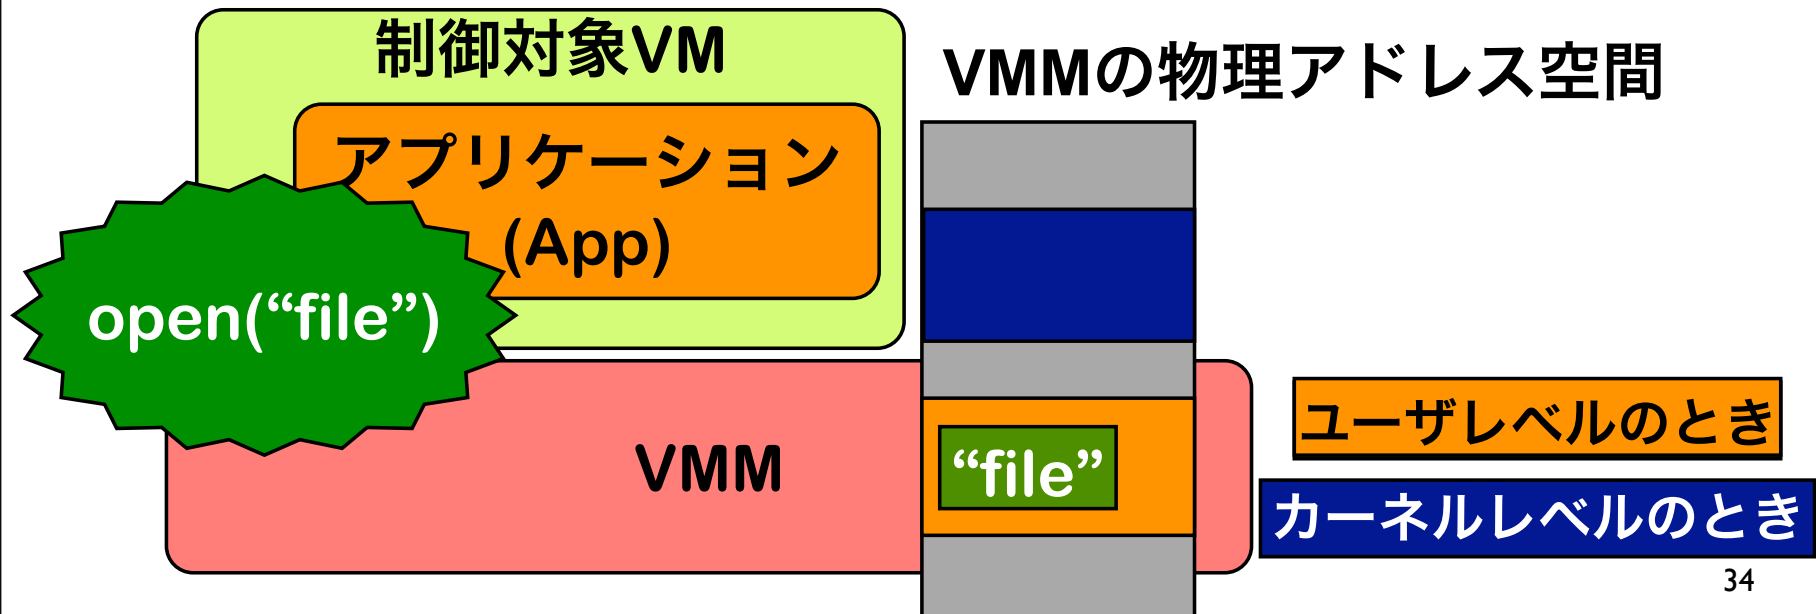 制御対象VM
VMMの物理アドレス空間
アプリケーション
(App)
open(“file”)
VMM
“file”
ユーザレベルのとき
カーネルレベルのとき
34